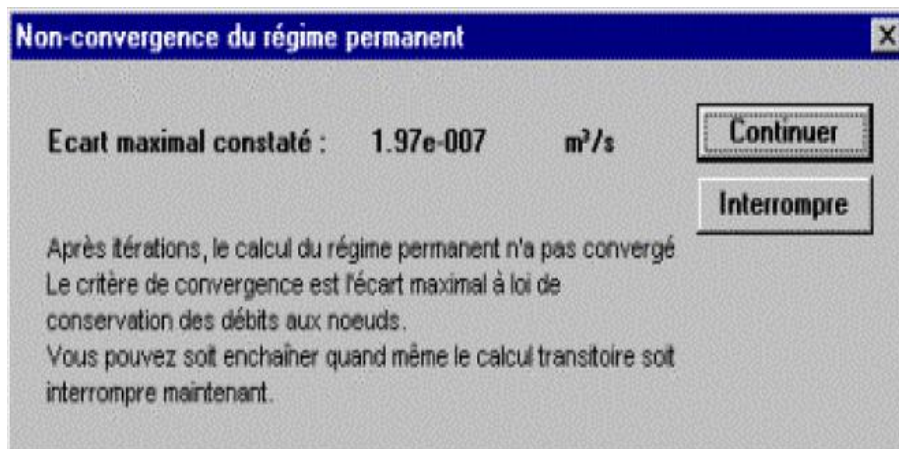 Non-convergence du régime permanent
Ecart maximal constaté : 1.97e-007 m³/s
Continuer
Interrompre
Après itérations, le calcul du régime permanent n'a pas convergé
Le critère de convergence est l'écart maximal à loi de
conservation des débits aux noeuds.
Vous pouvez soit enchaîner quand même le calcul transitoire soit
interrompre maintenant.